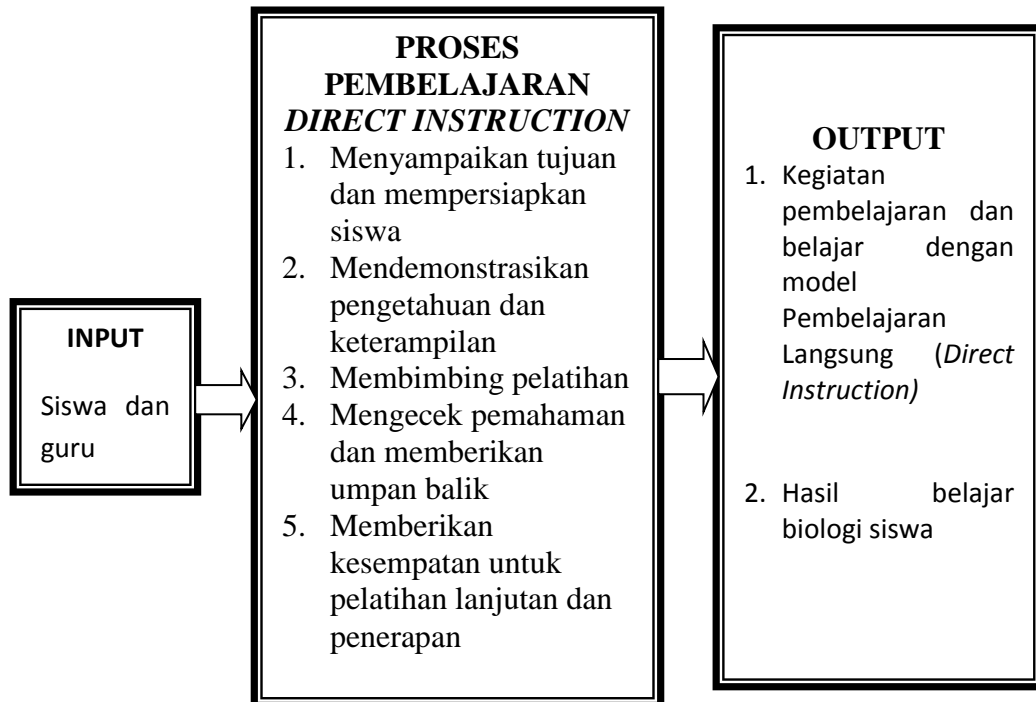 INPUT
Siswa dan
guru
PROSES
PEMBELAJARAN
DIRECT INSTRUCTION
1. Menyampaikan tujuan
dan mempersiapkan
siswa
2. Mendemonstrasikan
pengetahuan dan
keterampilan
3. Membimbing pelatihan
4. Mengecek pemahaman
dan memberikan
umpan balik
5. Memberikan
kesempatan untuk
pelatihan lanjutan dan
penerapan
OUTPUT
1. Kegiatan
pembelajaran dan
belajar dengan
model
Pembelajaran
Langsung (Direct
Instruction)
2. Hasil belajar
biologi siswa